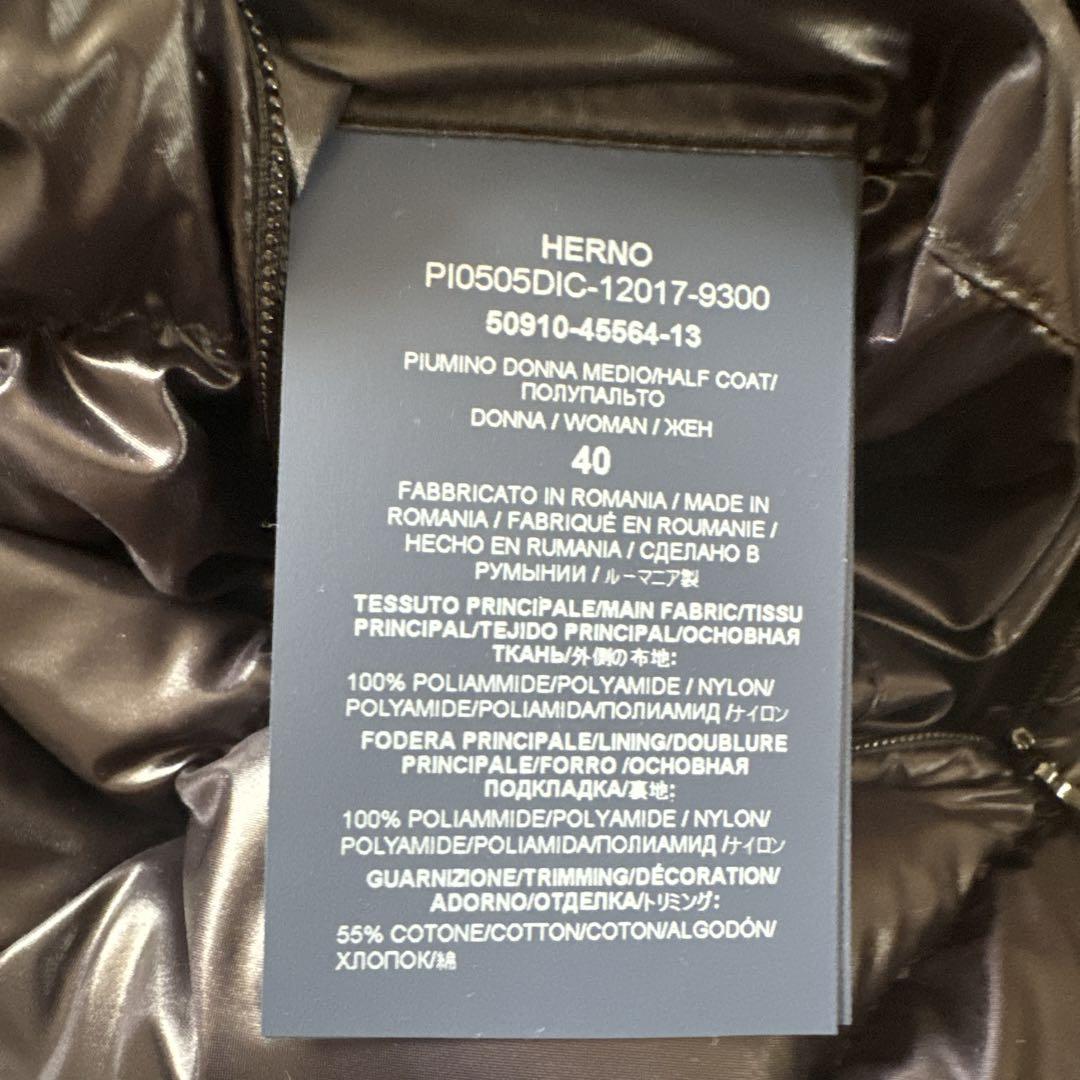 HERNO
PI0505DIC-12017-9300
50910-45564-13
PIUMINO DONNA MEDIO/HALF COAT/
ПОЛУПАЛЬТО
DONNA / WOMAN / ЖЕН
40
FABBRICATO IN ROMANIA / MADE IN
ROMANIA / FABRIQUÉ EN ROUMANIE /
HECHO EN RUMANIA / СДЕЛАНО В
РУМЫНИИ / ルーマニア製
TESSUTO PRINCIPALE/MAIN FABRIC/TISSU
PRINCIPAL/TEJIDO PRINCIPAL/ОСНОВНАЯ
ТКАНЬ/外側の布地:
100% POLIAMMIDE/POLYAMIDE / NYLON/
POLYAMIDE/POLIAMIDA/ПОЛИАМИД /ナイロン
FODERA PRINCIPALE/LINING/DOUBLURE
PRINCIPALE/FORRO /ОСНОВНАЯ
ПОДКЛАДКА/裏地:
100% POLIAMMIDE/POLYAMIDE / NYLON/
POLYAMIDE/POLIAMIDA/ПОЛИАМИД /ナイロン
GUARNIZIONE/TRIMMING/DÉCORATION/
ADORNO/ОТДЕЛКА/トリミング:
55% COTONE/COTTON/COTON/ALGODÓN/
ХЛОПОК/綿